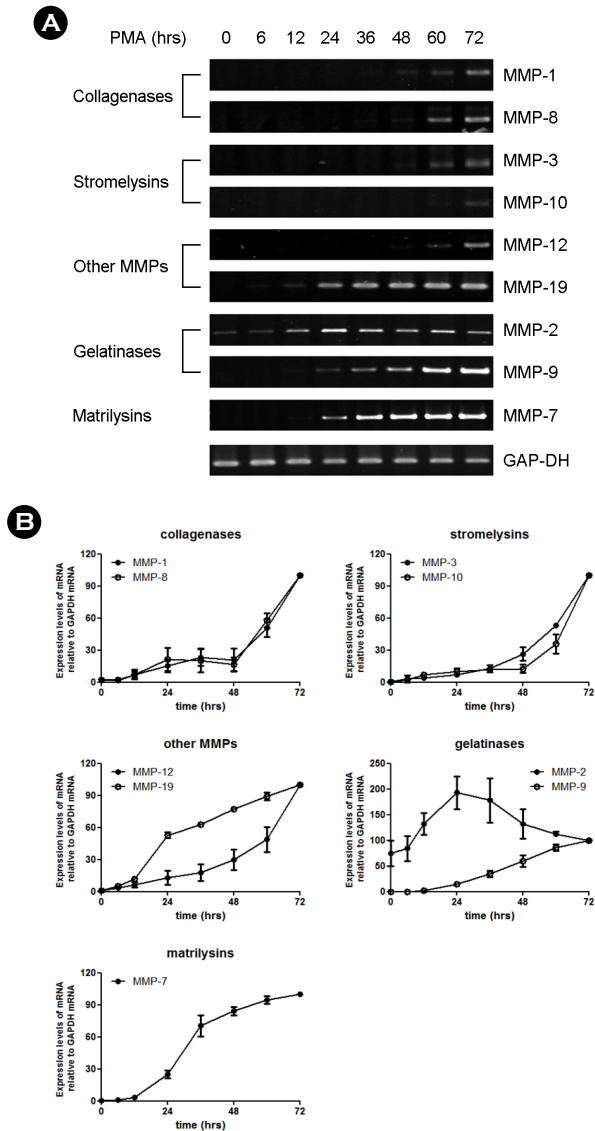 A
PMA (hrs) 0 6 12 24 36 48 60 72
Collagenases
MMP-1
MMP-8
Stromelysins
MMP-3
MMP-10
Other MMPs
MMP-12
MMP-19
Gelatinases
MMP-2
MMP-9
Matrilysins
MMP-7
GAP-DH
B
collagenases
Expression levels of mRNA
relative to GAPDH mRNA
120
90
60
30
0
MMP-1
MMP-8
0 24 48 72
time (hrs)
stromelysins
Expression levels of mRNA
relative to GAPDH mRNA
120
90
60
30
0
MMP-3
MMP-10
0 24 48 72
time (hrs)
other MMPs
Expression levels of mRNA
relative to GAPDH mRNA
120
90
60
30
0
MMP-12
MMP-19
0 24 48 72
time (hrs)
gelatinases
Expression levels of mRNA
relative to GAPDH mRNA
250
200
150
100
50
0
MMP-2
MMP-9
0 24 48 72
time (hrs)
matrilysins
Expression levels of mRNA
relative to GAPDH mRNA
120
90
60
30
0
MMP-7
0 24 48 72
time (hrs)